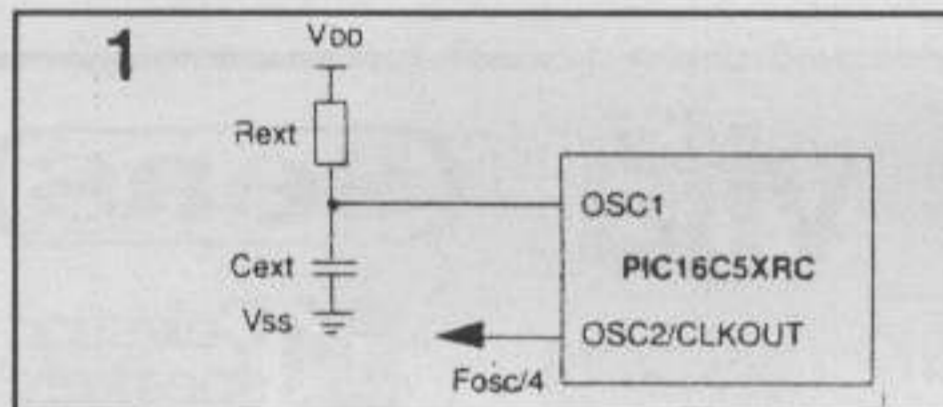 1
VDD
Rext
OSC1
PIC16C5XRC
Cext
VSS
OSC2/CLKOUT
Fosc/4